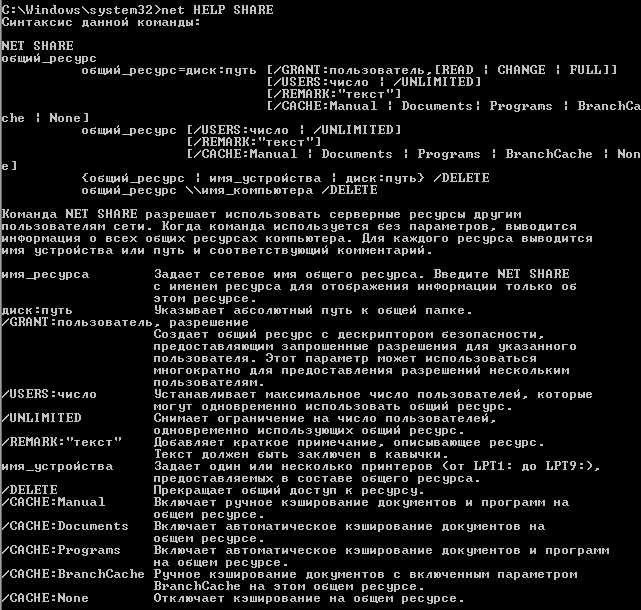 C:\Windows\system32>net HELP SHARE
Синтаксис данной команды:
NET SHARE
общий_ресурс
общий_ресурс=диск:путь [/GRANT:пользователь,[READ | CHANGE | FULL]]
[/USERS:число | /UNLIMITED]
[/REMARK:"текст"]
[/CACHE:Manual | Documents| Programs | BranchCa
che | None]
общий_ресурс [/USERS:число | /UNLIMITED]
[/REMARK:"текст"]
[/CACHE:Manual | Documents | Programs | BranchCache | Non
e]
{общий_ресурс | имя_устройства | диск:путь} /DELETE
общий_ресурс \\имя_компьютера /DELETE
Команда NET SHARE разрешает использовать серверные ресурсы другим
пользователям сети. Когда команда используется без параметров, выводится
информация о всех общих ресурсах компьютера. Для каждого ресурса выводится
имя устройства или путь и соответствующий комментарий.
имя_ресурса Задает сетевое имя общего ресурса. Введите NET SHARE
с именем ресурса для отображения информации только об
этом ресурсе.
диск:путь Указывает абсолютный путь к общей папке.
/GRANT:пользователь, разрешение
Создает общий ресурс с дескриптором безопасности,
предоставляющим запрошенные разрешения для указанного
пользователя. Этот параметр может использоваться
многократно для предоставления разрешений нескольким
пользователям.
/USERS:число Устанавливает максимальное число пользователей, которые
могут одновременно использовать общий ресурс.
/UNLIMITED Снимает ограничение на число пользователей,
одновременно использующих общий ресурс.
/REMARK:"текст" Добавляет краткое примечание, описывающее ресурс.
Текст должен быть заключен в кавычки.
имя_устройства Задает один или несколько принтеров (от LPT1: до LPT9:),
предоставляемых в составе общего ресурса.
/DELETE Прекращает общий доступ к ресурсу.
/CACHE:Manual Включает ручное кэширование документов и программ на
общем ресурсе.
/CACHE:Documents Включает автоматическое кэширование документов на
общем ресурсе.
/CACHE:Programs Включает автоматическое кэширование документов и программ
на общем ресурсе.
/CACHE:BranchCache Ручное кэширование документов с включенным параметром
BranchCache на этом общем ресурсе.
/CACHE:None Отключает кэширование на общем ресурсе.